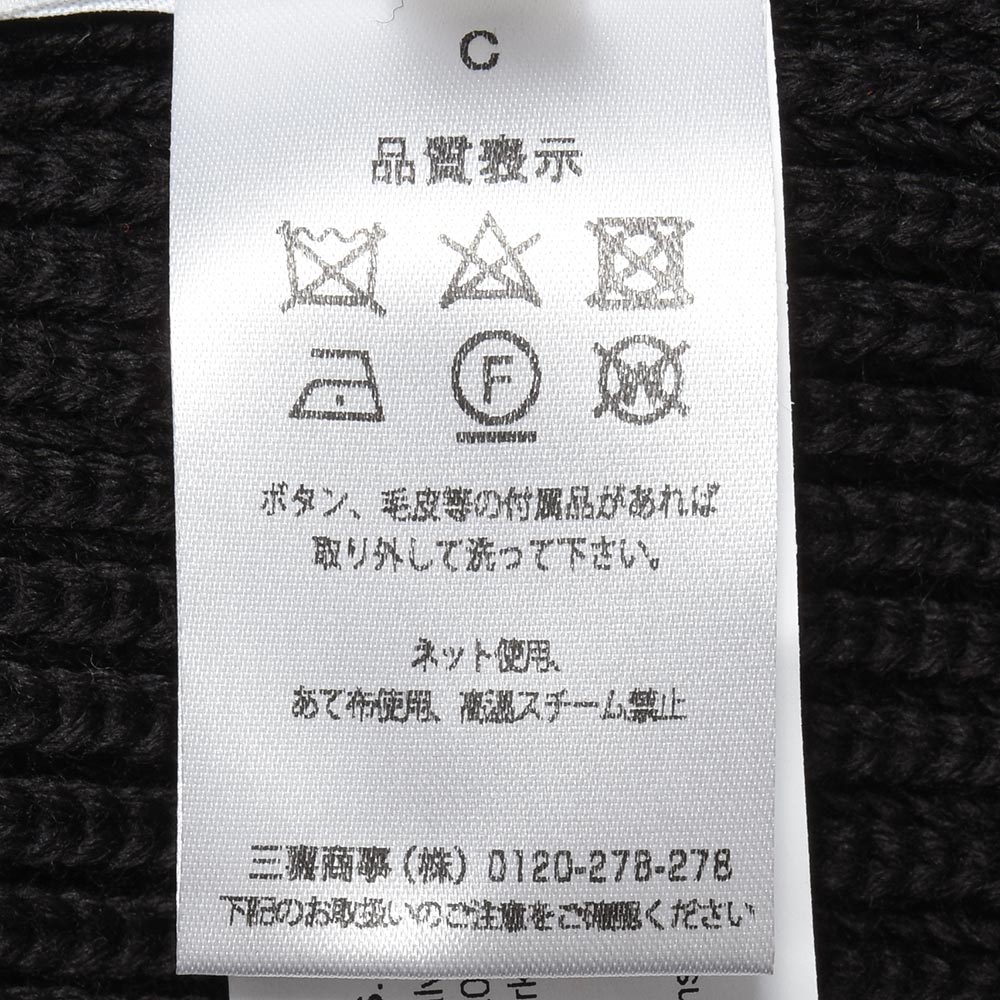 C
品質表示
F
W
ボタン、毛皮等の付属品があれば
取り外して洗って下さい。
ネット使用、
あて布使用、高温スチーム禁止
三喜商事(株) 0120-278-278
下記のお取扱いのご注意をご確認ください